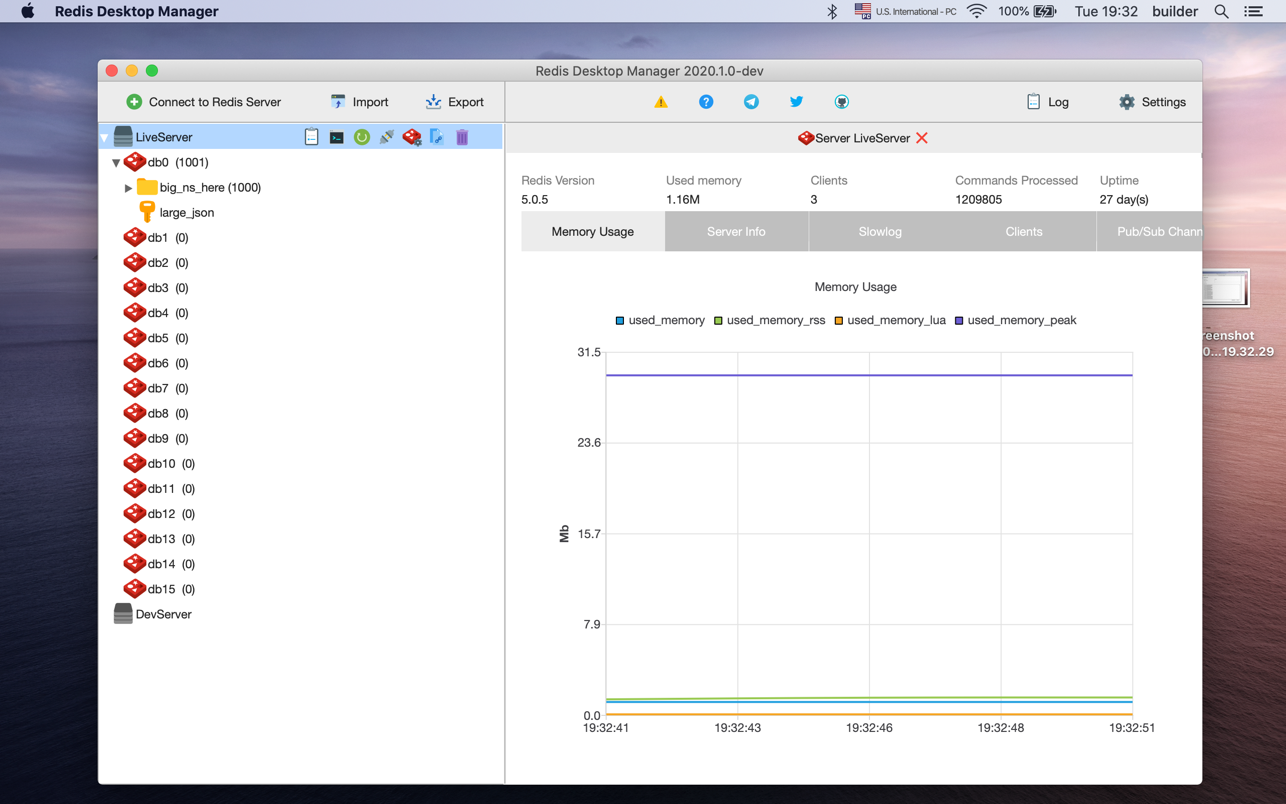 Redis Desktop Manager
U.S. International - PC
100%
Tue 19:32
builder
Redis Desktop Manager 2020.1.0-dev
Connect to Redis Server
Import
Export
Log
Settings
LiveServer
db0 (1001)
big_ns_here (1000)
large_json
db1 (0)
db2 (0)
db3 (0)
db4 (0)
db5 (0)
db6 (0)
db7 (0)
db8 (0)
db9 (0)
db10 (0)
db11 (0)
db12 (0)
db13 (0)
db14 (0)
db15 (0)
DevServer
Server LiveServer
Redis Version
Used memory
Clients
Commands Processed
Uptime
5.0.5
1.16M
3
1209805
27 day(s)
Memory Usage
Server Info
Slowlog
Clients
Pub/Sub Chann
Memory Usage
used_memory
used_memory_rss
used_memory_lua
used_memory_peak
31.5
23.6
Mb
15.7
7.9
0.0
19:32:41
19:32:43
19:32:46
19:32:48
19:32:51
reenshot
0...19.32.29